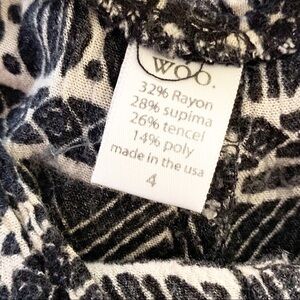 WOO.
32% Rayon
28% supima
26% tencel
14% poly
made in the usa
4